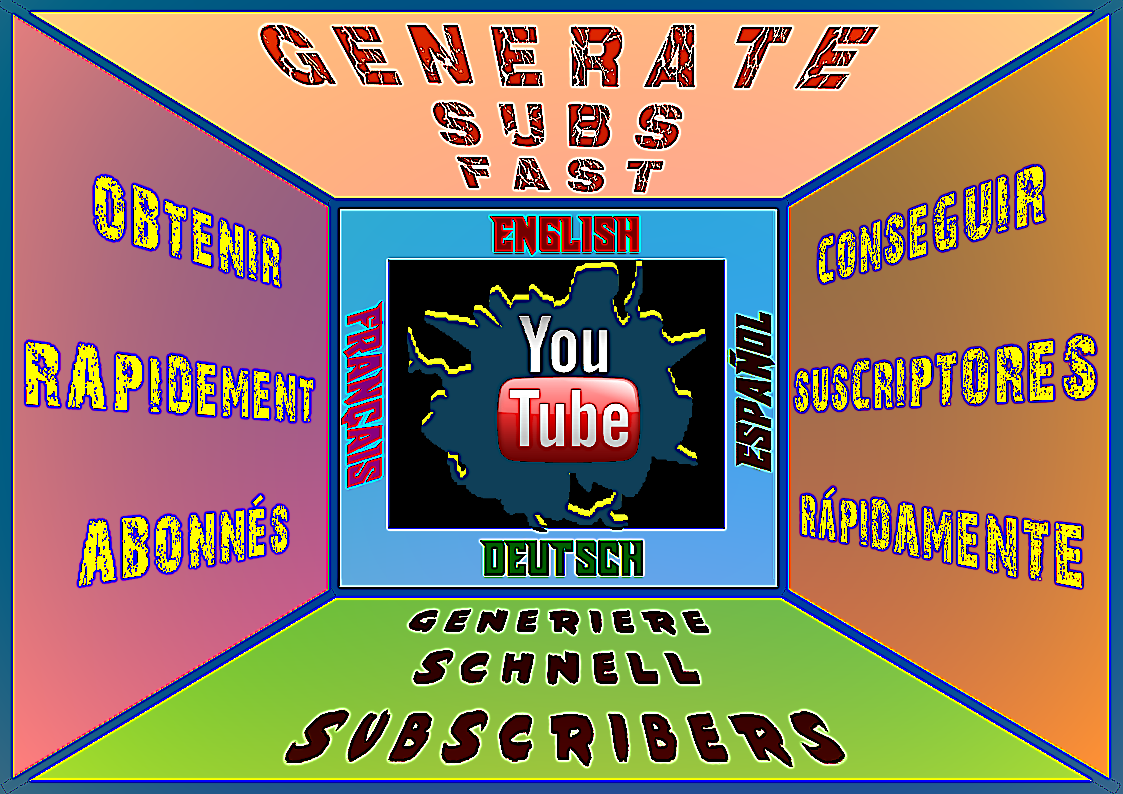 GENERATE
SUBS
FAST
OBTENIR
RAPIDEMENT
ABONNÉS
ENGLISH
FRANÇAIS
You
Tube
ESPAÑOL
DEUTSCH
CONSEGUIR
SUSCRIPTORES
RÁPIDAMENTE
GENERIERE
SCHNELL
SUBSCRIBERS